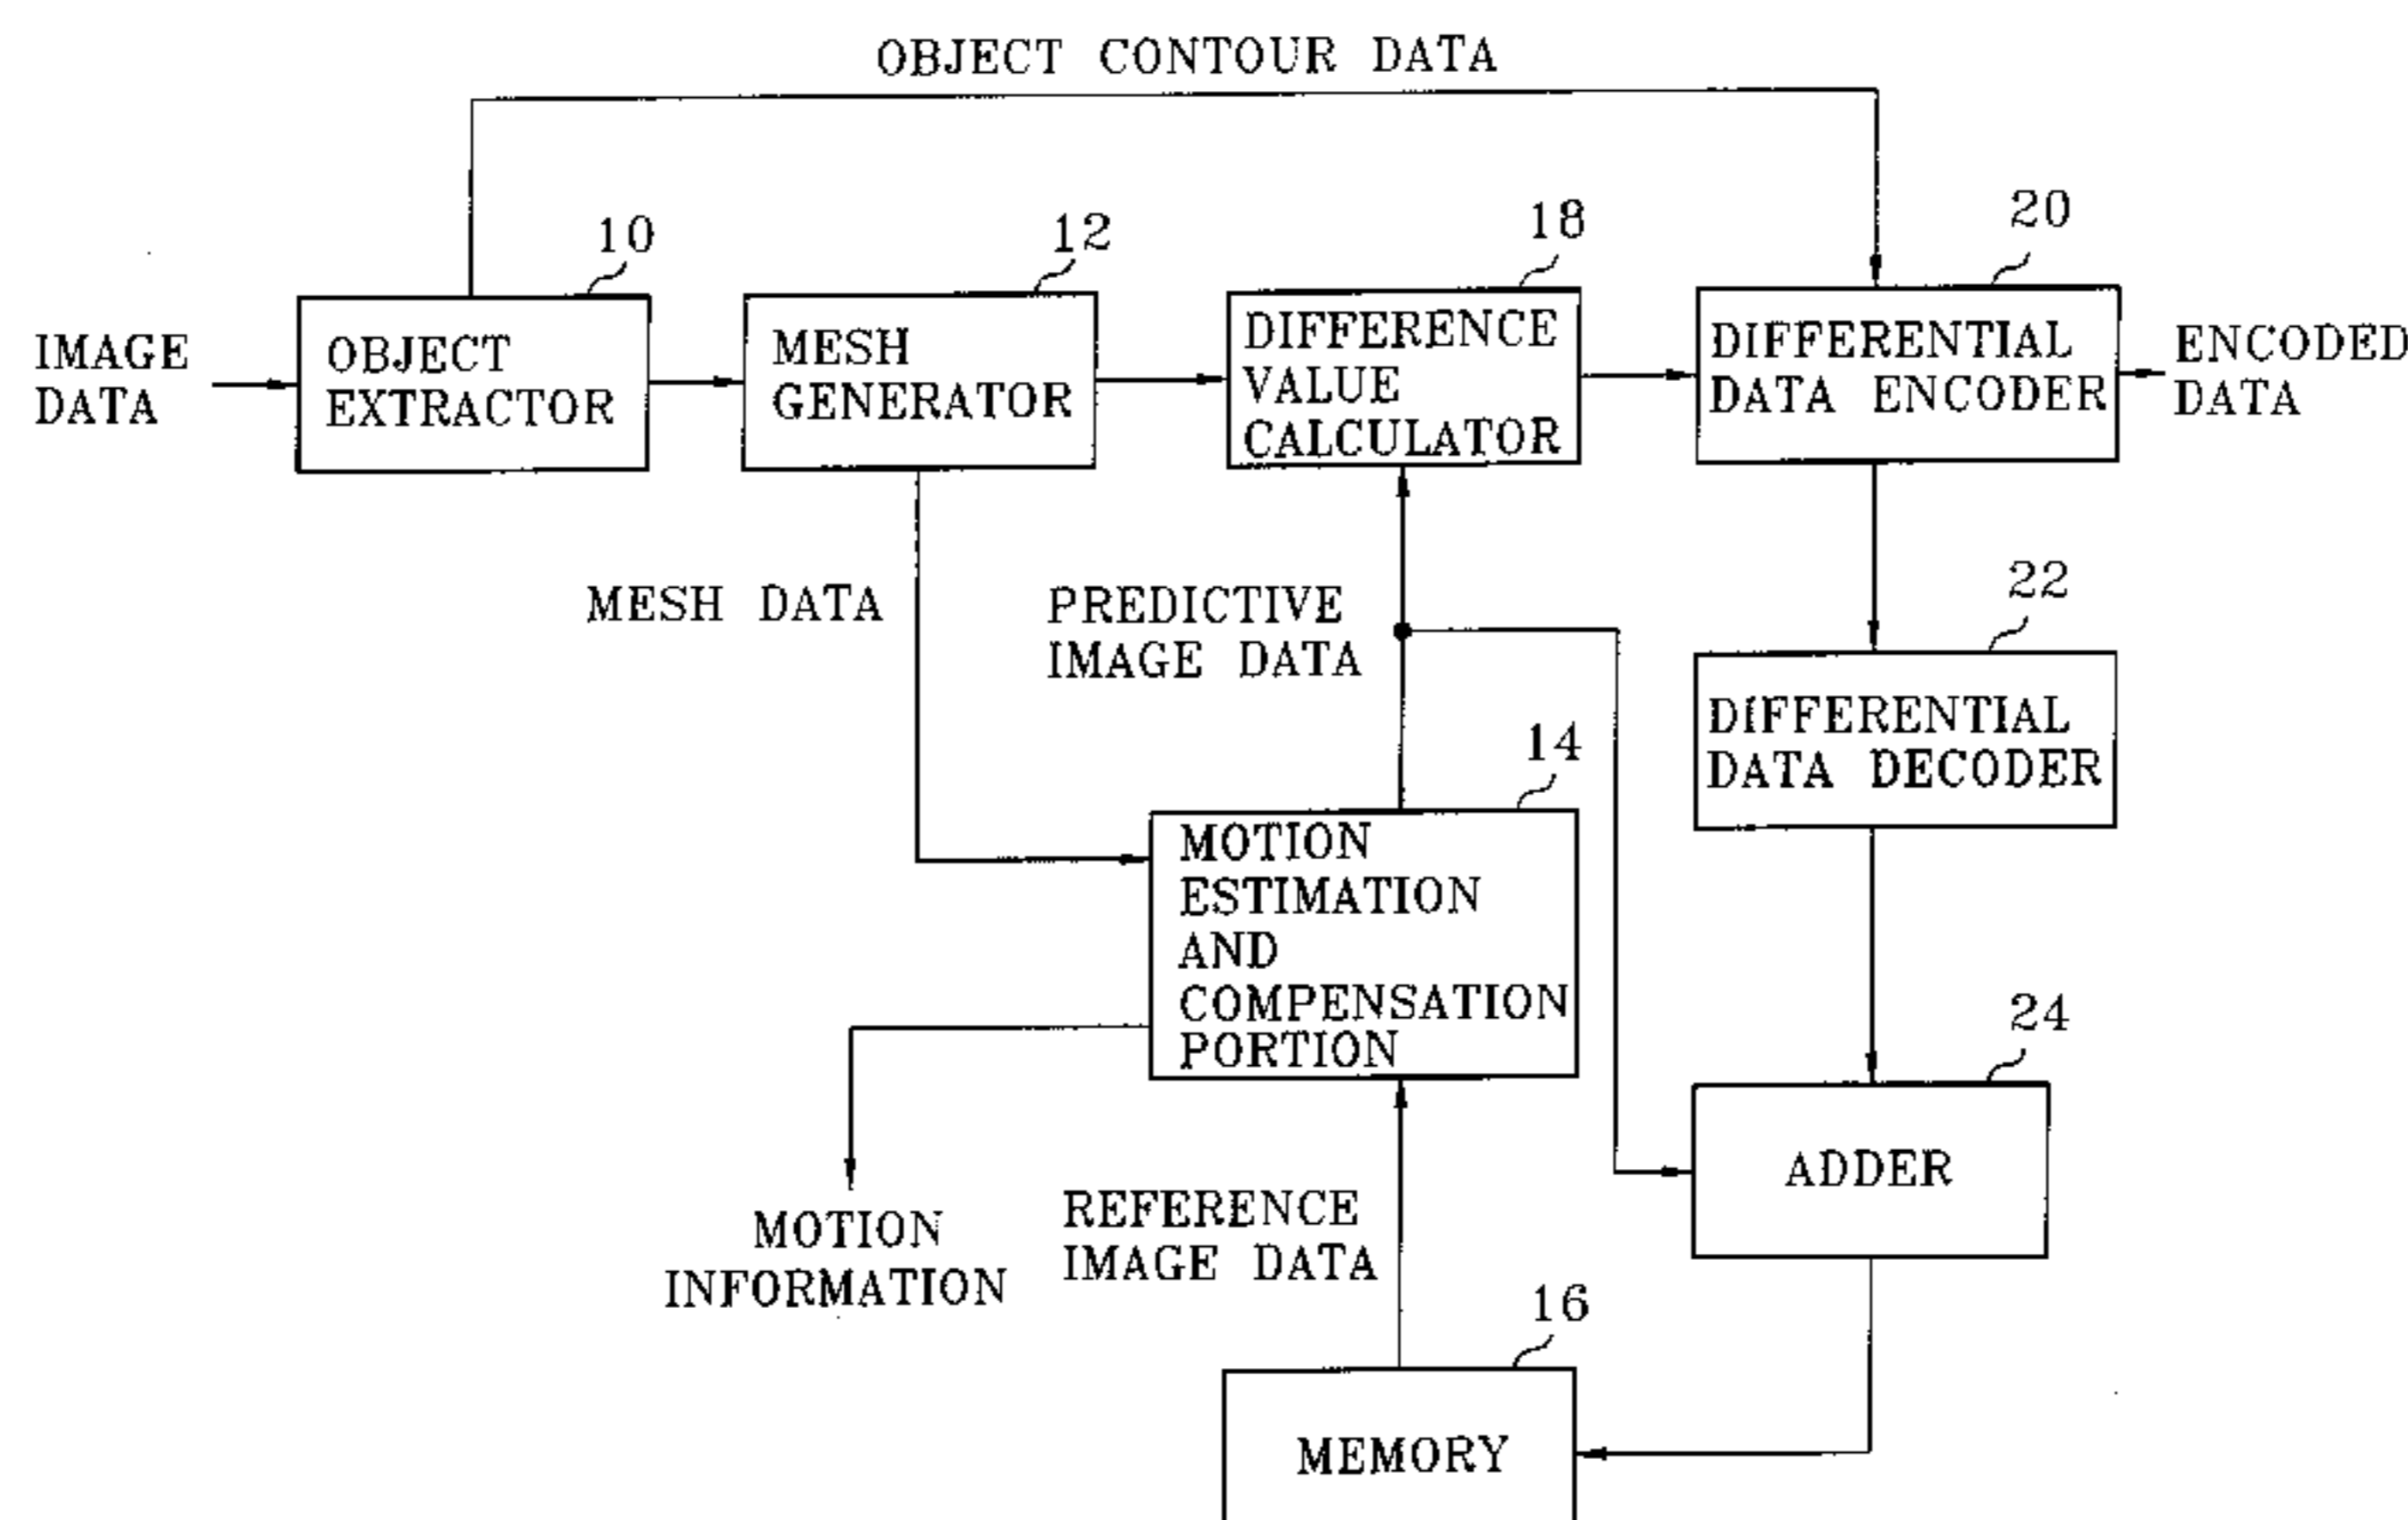 OBJECT CONTOUR DATA
10
12
18
20
IMAGE
DATA
OBJECT
EXTRACTOR
MESH
GENERATOR
DIFFERENCE
VALUE
CALCULATOR
DIFFERENTIAL
DATA ENCODER
ENCODED
DATA
MESH DATA
PREDICTIVE
IMAGE DATA
22
DIFFERENTIAL
DATA DECODER
14
MOTION
ESTIMATION
AND
COMPENSATION
PORTION
24
ADDER
MOTION
INFORMATION
REFERENCE
IMAGE DATA
16
MEMORY